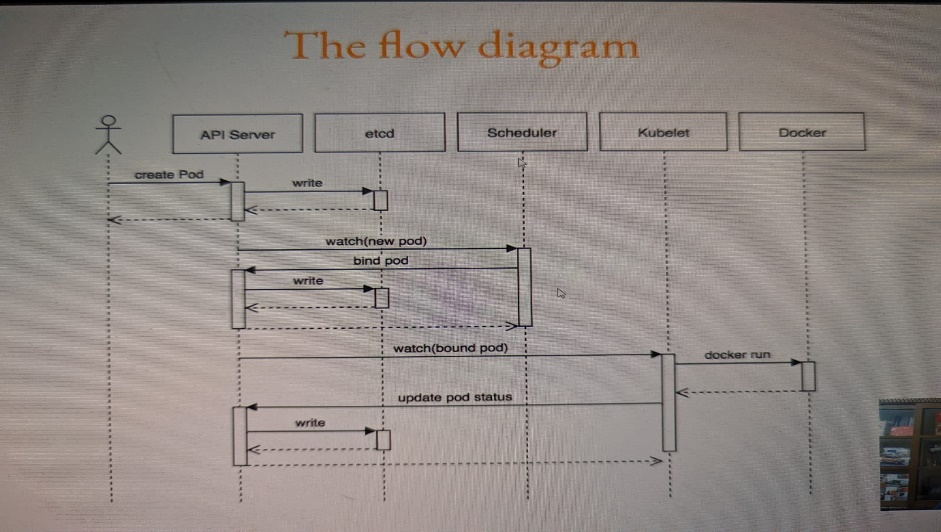 The flow diagram
API Server
etcd
Scheduler
Kubelet
Docker
create Pod
write
watch(new pod)
bind pod
write
watch(bound pod)
docker run
update pod status
write